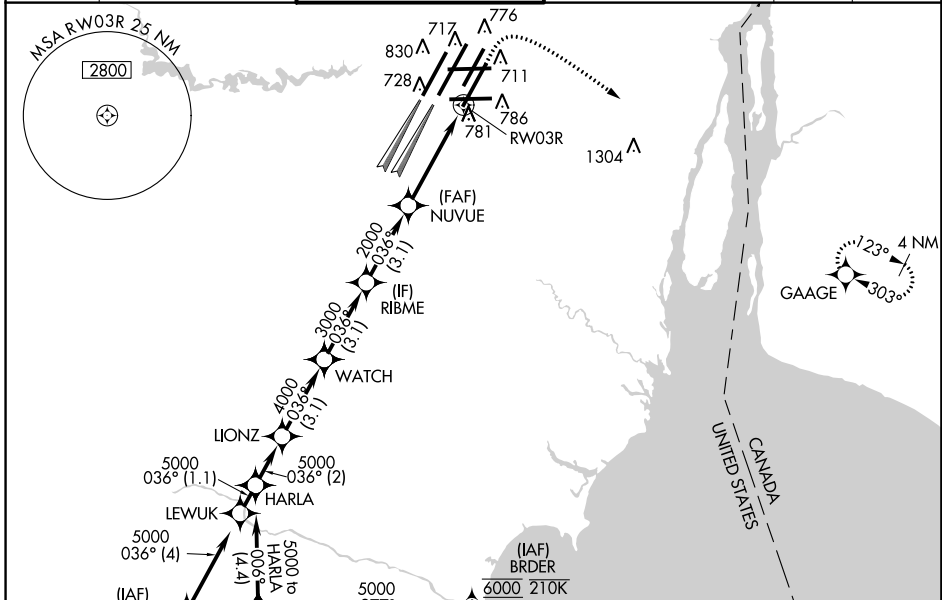 MSA RW03R 25 NM
2800
776
717
830
711
728
786
781
RW03R
1304
(FAF)
NUVUE
123°
4 NM
303°
GAAGE
2000
036°
(3.1)
(IF)
RIBME
3000
036°
(3.1)
WATCH
4000
036°
(3.1)
LIONZ
5000
036° (1.1)
5000
036° (2)
HARLA
LEWUK
5000
036° (4)
5000 to
HARLA
006°
(4.4)
CANADA
UNITED STATES
(IAF)
BRDER
6000 210K
5000
(IAF)